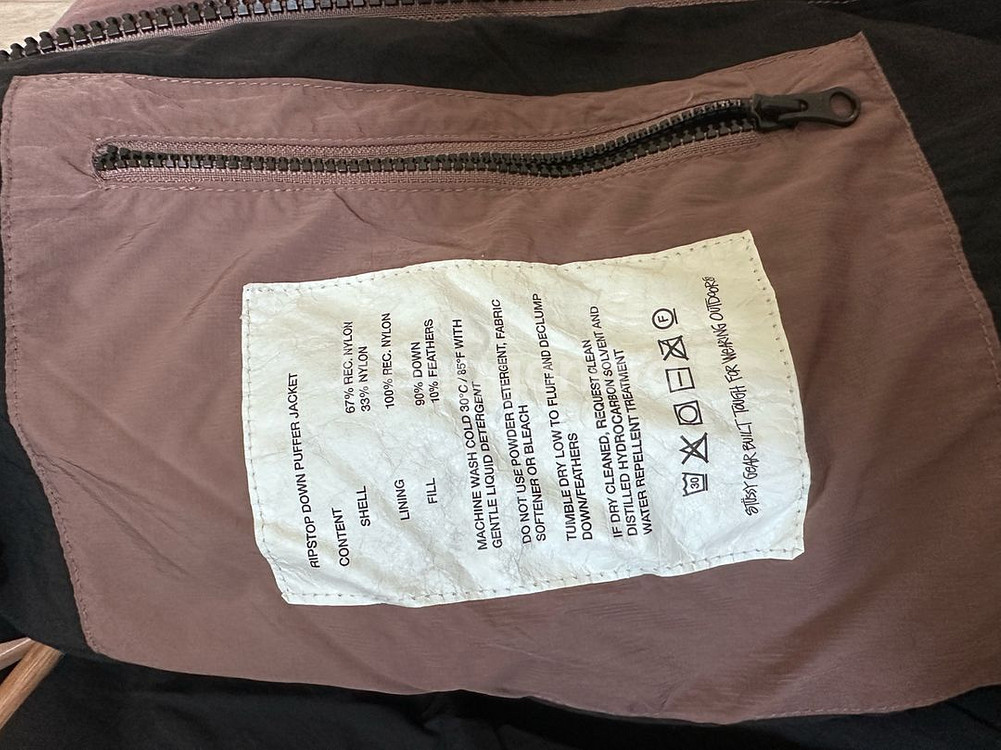 RIPSTOP DOWN PUFFER JACKET
CONTENT
SHELL 67% REC. NYLON
33% NYLON
LINING 100% REC. NYLON
FILL 90% DOWN
10% FEATHERS
MACHINE WASH COLD 30°C / 85°F WITH
GENTLE LIQUID DETERGENT
DO NOT USE POWDER DETERGENT, FABRIC
SOFTENER OR BLEACH
TUMBLE DRY LOW TO FLUFF AND DECLUMP
DOWN/FEATHERS
IF DRY CLEANED, REQUEST CLEAN
DISTILLED HYDROCARBON SOLVENT AND
WATER REPELLENT TREATMENT
30 F
STÜSSY GEAR BUILT TOUGH FOR WEARING OUTDOORS